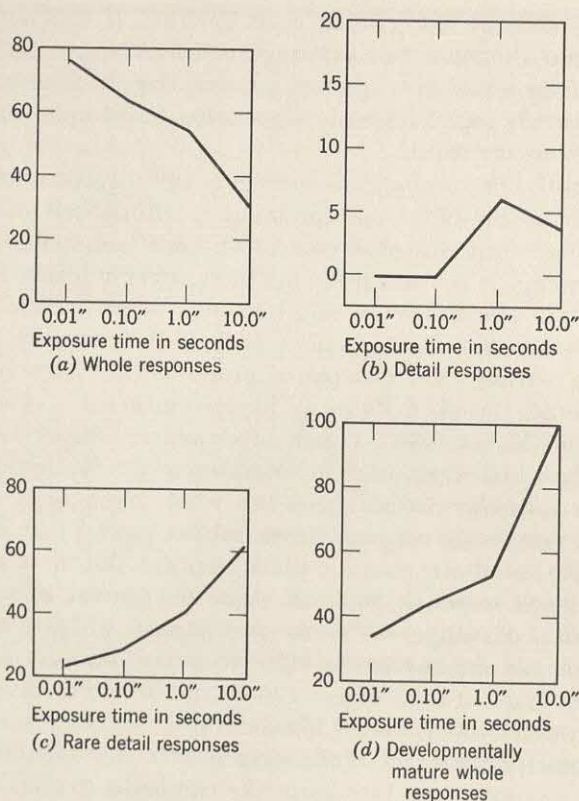 80
60
40
20
0
0.01″ 0.10″ 1.0″ 10.0″
Exposure time in seconds
(a) Whole responses
20
15
10
5
0
0.01″ 0.10″ 1.0″ 10.0″
Exposure time in seconds
(b) Detail responses
80
60
40
20
0.01″ 0.10″ 1.0″ 10.0″
Exposure time in seconds
(c) Rare detail responses
100
80
60
40
20
0.01″ 0.10″ 1.0″ 10.0″
Exposure time in seconds
(d) Developmentally
mature whole
responses